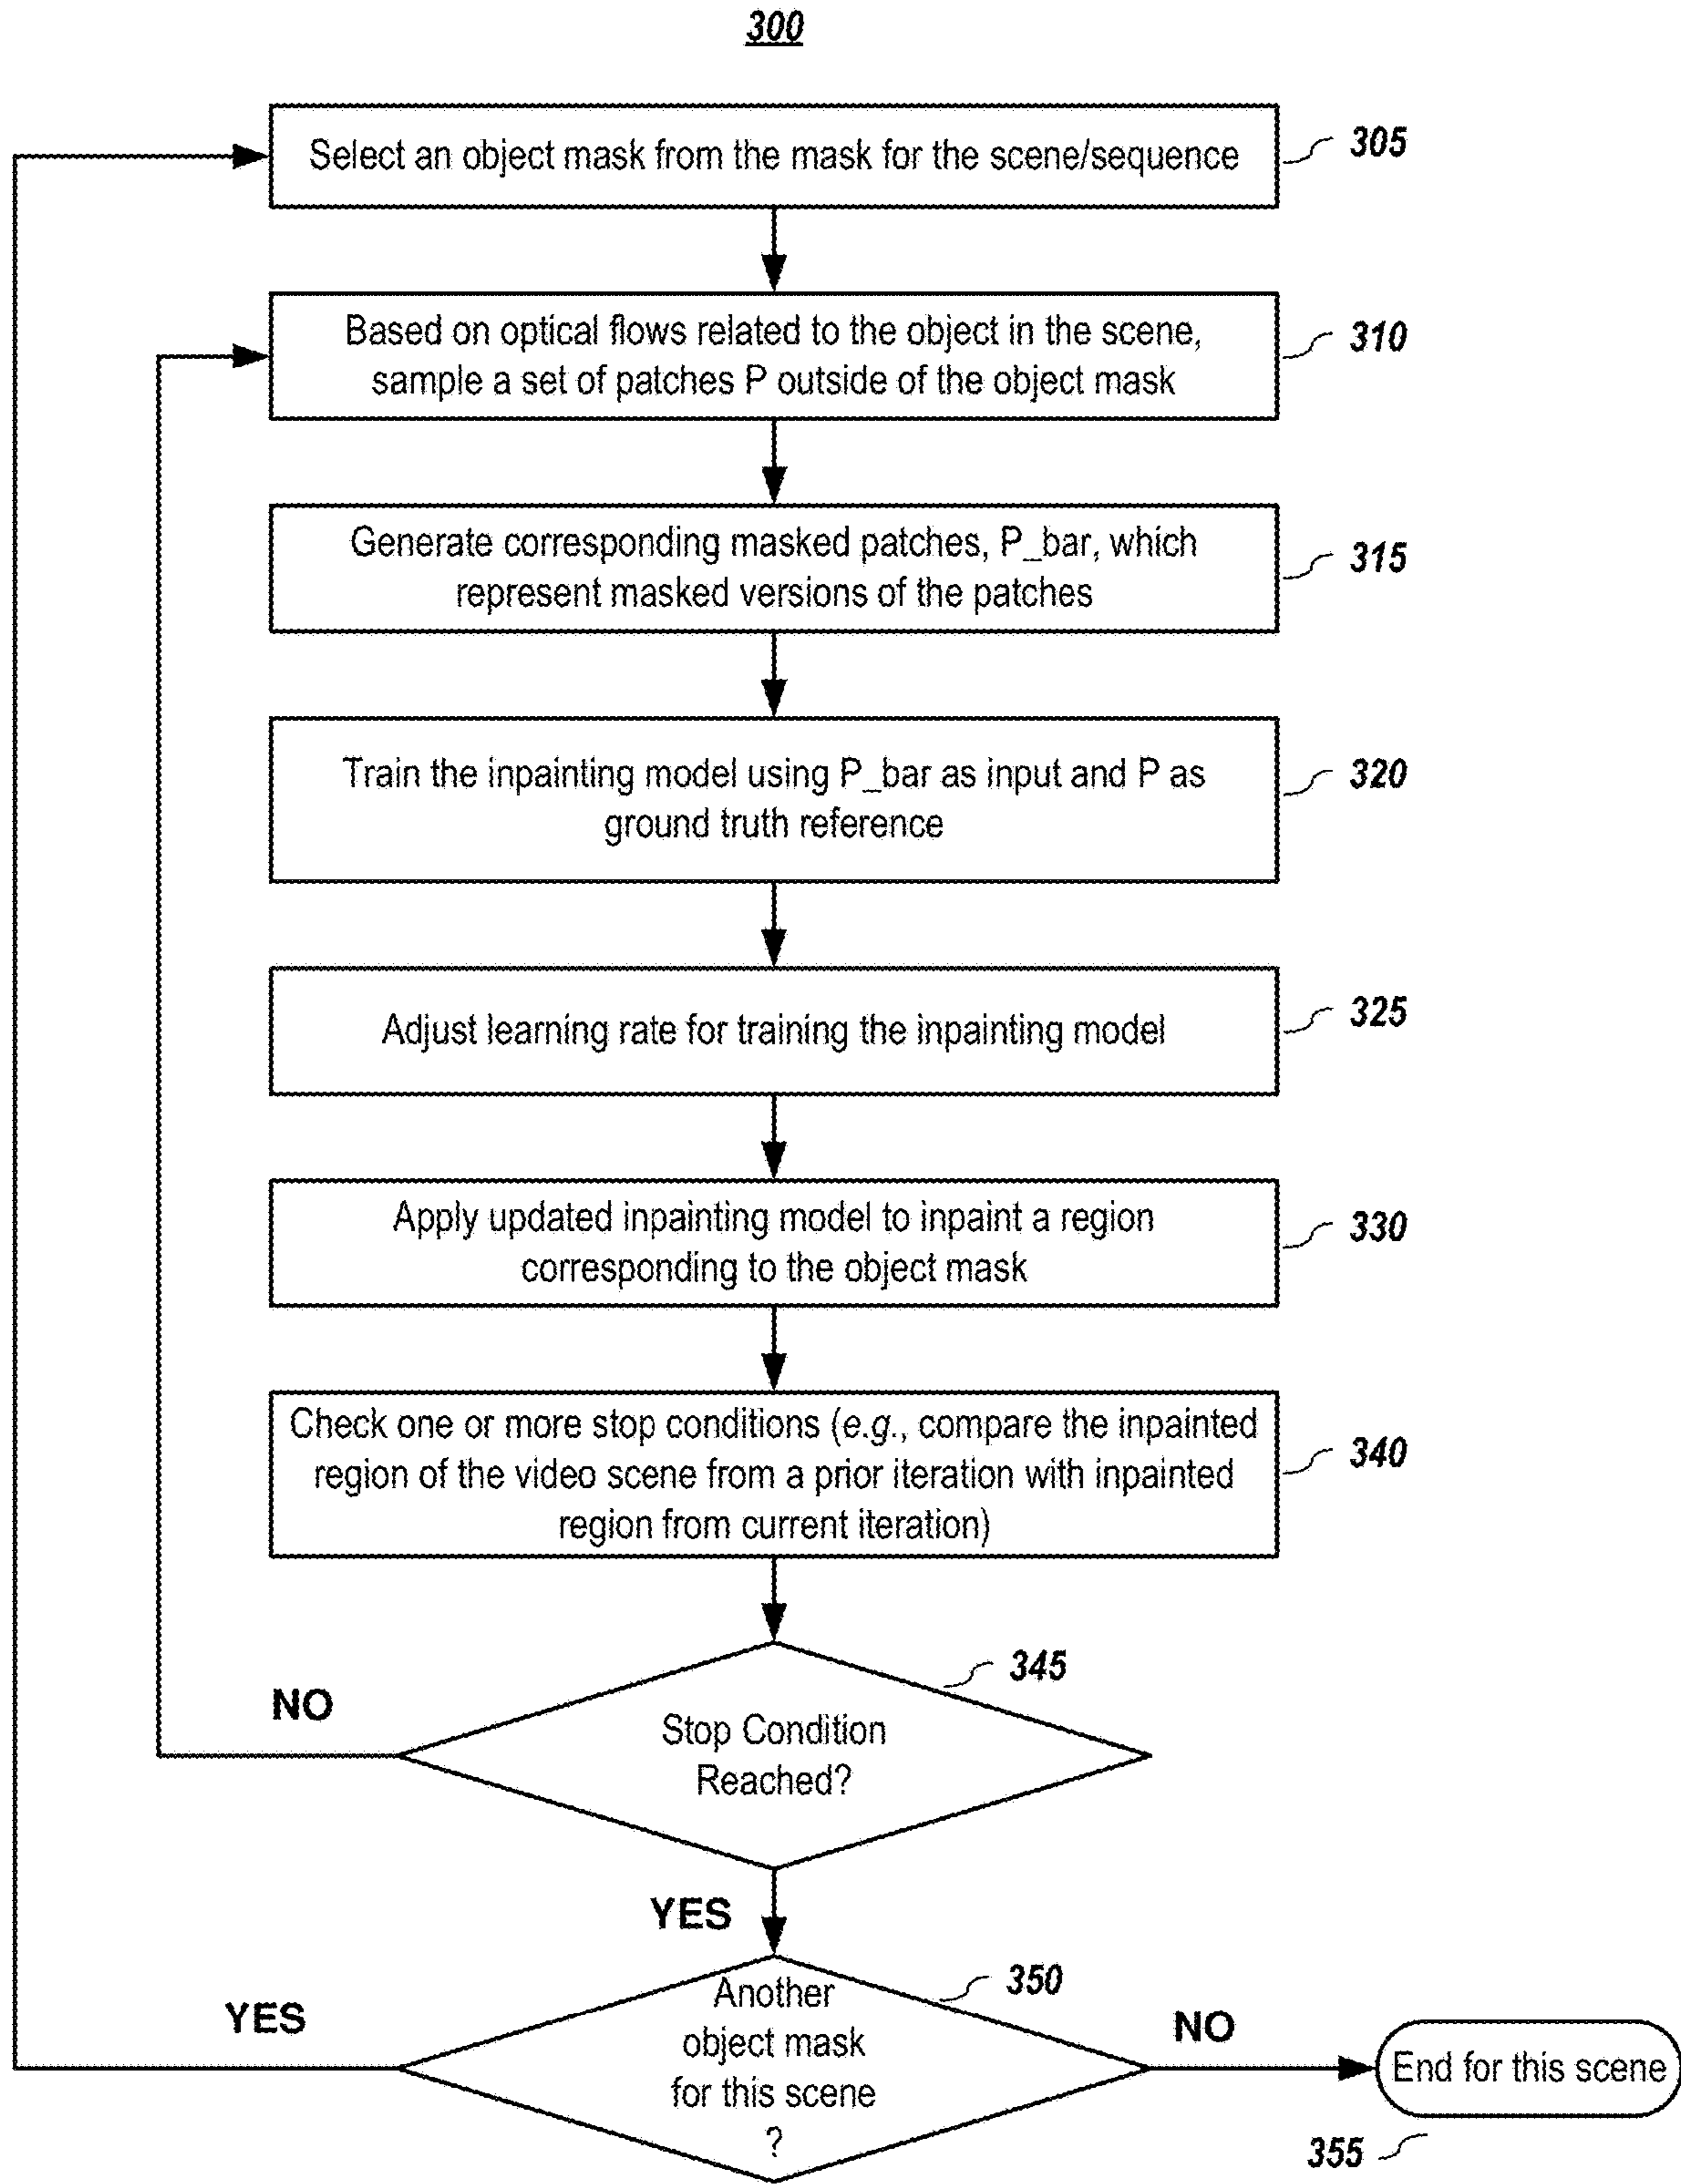 300
Select an object mask from the mask for the scene/sequence
305
Based on optical flows related to the object in the scene,
sample a set of patches P outside of the object mask
310
Generate corresponding masked patches, P_bar, which
represent masked versions of the patches
315
Train the inpainting model using P_bar as input and P as
ground truth reference
320
Adjust learning rate for training the inpainting model
325
Apply updated inpainting model to inpaint a region
corresponding to the object mask
330
Check one or more stop conditions (e.g., compare the inpainted
region of the video scene from a prior iteration with inpainted
region from current iteration)
340
345
NO
Stop Condition
Reached?
YES
350
Another
object mask
for this scene
?
YES
NO
End for this scene
355